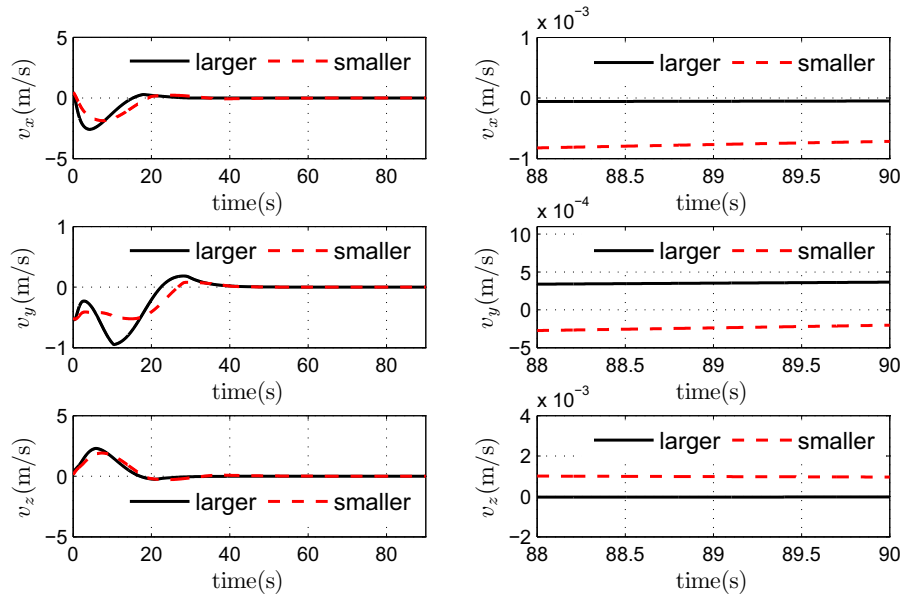 5
0
−5
0 20 40 60 80
v_x(m/s)
time(s)
larger smaller
x 10⁻³
1
0
−1
88 88.5 89 89.5 90
v_x(m/s)
time(s)
larger smaller
1
0
−1
0 20 40 60 80
v_y(m/s)
time(s)
larger smaller
x 10⁻⁴
10
5
0
−5
88 88.5 89 89.5 90
v_y(m/s)
time(s)
larger smaller
5
0
−5
0 20 40 60 80
v_z(m/s)
time(s)
larger smaller
x 10⁻³
4
2
0
−2
88 88.5 89 89.5 90
v_z(m/s)
time(s)
larger smaller